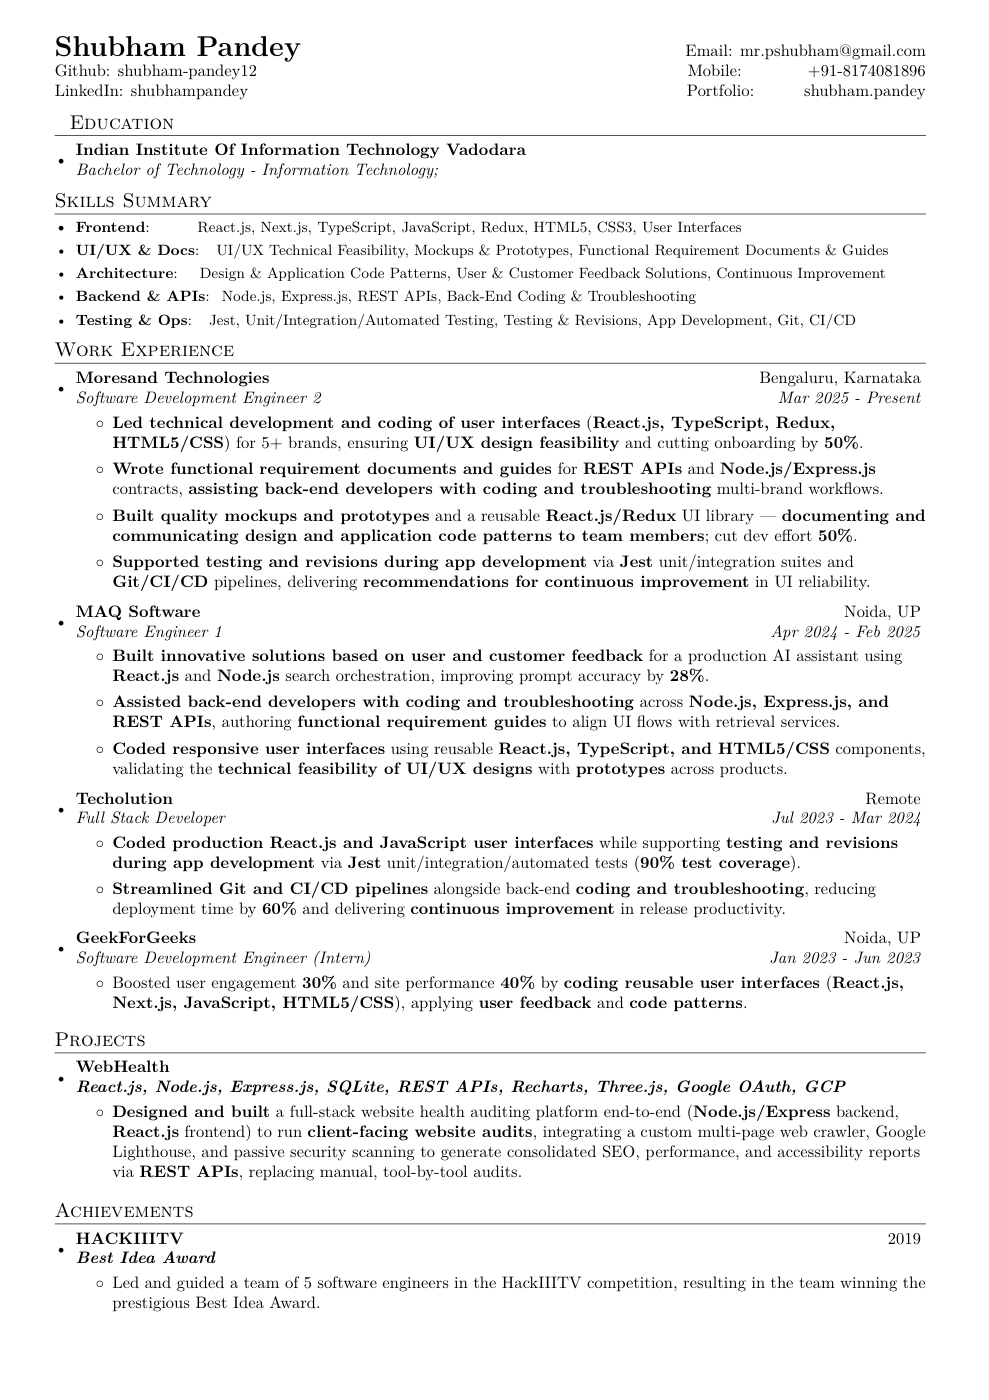 Shubham Pandey
Email: mr.pshubham@gmail.com
Github: shubham-pandey12
Mobile: +91-8174081896
LinkedIn: shubhampandey
Portfolio: shubham.pandey
Education
• Indian Institute Of Information Technology Vadodara
Bachelor of Technology - Information Technology;
Skills Summary
• Frontend: React.js, Next.js, TypeScript, JavaScript, Redux, HTML5, CSS3, User Interfaces
• UI/UX & Docs: UI/UX Technical Feasibility, Mockups & Prototypes, Functional Requirement Documents & Guides
• Architecture: Design & Application Code Patterns, User & Customer Feedback Solutions, Continuous Improvement
• Backend & APIs: Node.js, Express.js, REST APIs, Back-End Coding & Troubleshooting
• Testing & Ops: Jest, Unit/Integration/Automated Testing, Testing & Revisions, App Development, Git, CI/CD
Work Experience
• Moresand Technologies Bengaluru, Karnataka
Software Development Engineer 2 Mar 2025 - Present
◦ Led technical development and coding of user interfaces (React.js, TypeScript, Redux,
HTML5/CSS) for 5+ brands, ensuring UI/UX design feasibility and cutting onboarding by 50%.
◦ Wrote functional requirement documents and guides for REST APIs and Node.js/Express.js
contracts, assisting back-end developers with coding and troubleshooting multi-brand workflows.
◦ Built quality mockups and prototypes and a reusable React.js/Redux UI library — documenting and
communicating design and application code patterns to team members; cut dev effort 50%.
◦ Supported testing and revisions during app development via Jest unit/integration suites and
Git/CI/CD pipelines, delivering recommendations for continuous improvement in UI reliability.
• MAQ Software Noida, UP
Software Engineer 1 Apr 2024 - Feb 2025
◦ Built innovative solutions based on user and customer feedback for a production AI assistant using
React.js and Node.js search orchestration, improving prompt accuracy by 28%.
◦ Assisted back-end developers with coding and troubleshooting across Node.js, Express.js, and
REST APIs, authoring functional requirement guides to align UI flows with retrieval services.
◦ Coded responsive user interfaces using reusable React.js, TypeScript, and HTML5/CSS components,
validating the technical feasibility of UI/UX designs with prototypes across products.
• Techolution Remote
Full Stack Developer Jul 2023 - Mar 2024
◦ Coded production React.js and JavaScript user interfaces while supporting testing and revisions
during app development via Jest unit/integration/automated tests (90% test coverage).
◦ Streamlined Git and CI/CD pipelines alongside back-end coding and troubleshooting, reducing
deployment time by 60% and delivering continuous improvement in release productivity.
• GeekForGeeks Noida, UP
Software Development Engineer (Intern) Jan 2023 - Jun 2023
◦ Boosted user engagement 30% and site performance 40% by coding reusable user interfaces (React.js,
Next.js, JavaScript, HTML5/CSS), applying user feedback and code patterns.
Projects
• WebHealth
React.js, Node.js, Express.js, SQLite, REST APIs, Recharts, Three.js, Google OAuth, GCP
◦ Designed and built a full-stack website health auditing platform end-to-end (Node.js/Express backend,
React.js frontend) to run client-facing website audits, integrating a custom multi-page web crawler, Google
Lighthouse, and passive security scanning to generate consolidated SEO, performance, and accessibility reports
via REST APIs, replacing manual, tool-by-tool audits.
Achievements
• HACKIIITV 2019
Best Idea Award
◦ Led and guided a team of 5 software engineers in the HackIIITV competition, resulting in the team winning the
prestigious Best Idea Award.